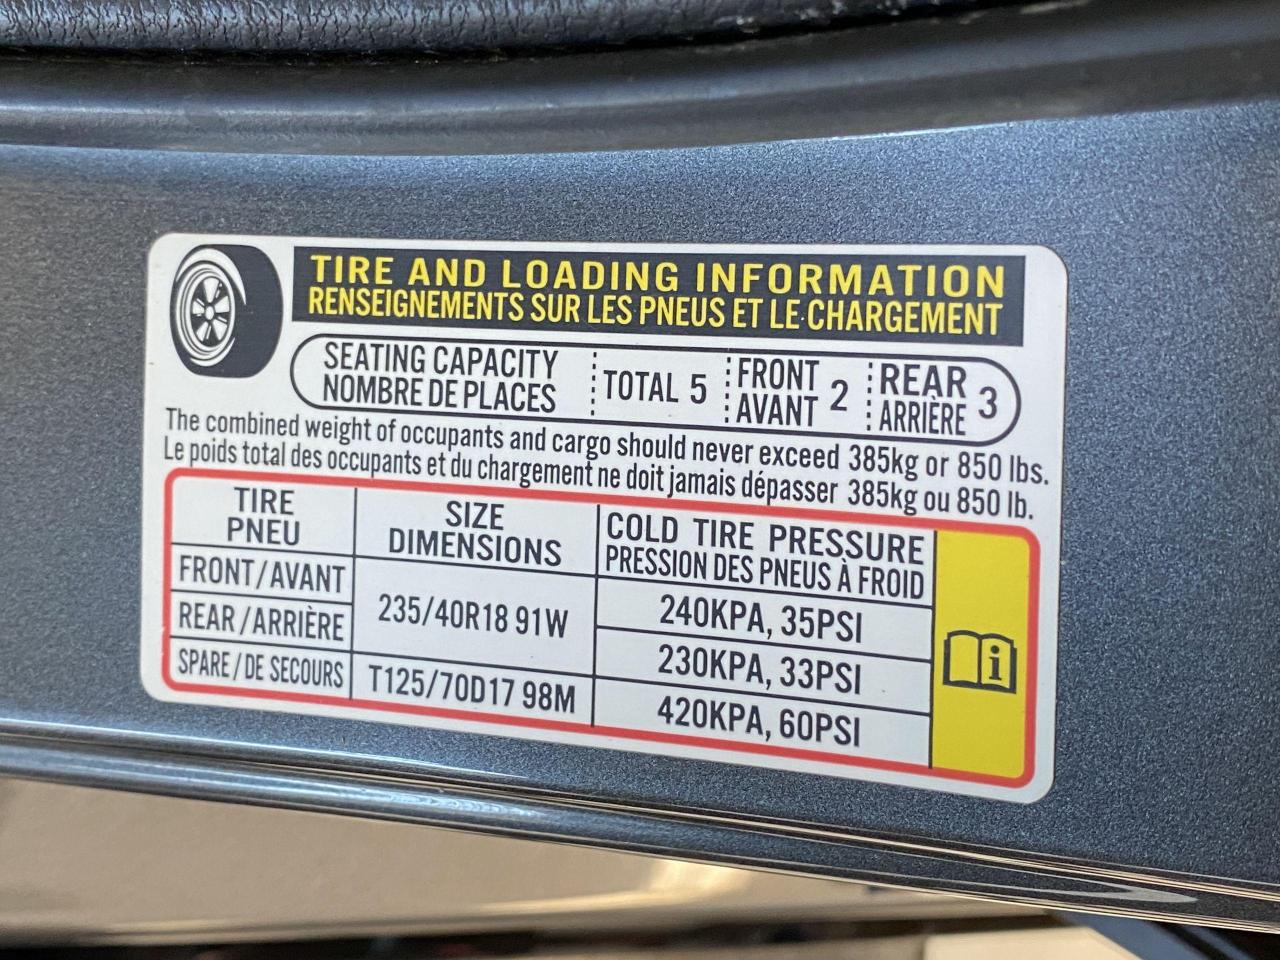 TIRE AND LOADING INFORMATION
RENSEIGNEMENTS SUR LES PNEUS ET LE CHARGEMENT
SEATING CAPACITY
NOMBRE DE PLACES
TOTAL 5
FRONT
AVANT
2
REAR
ARRIÈRE
3
The combined weight of occupants and cargo should never exceed 385kg or 850 lbs.
Le poids total des occupants et du chargement ne doit jamais dépasser 385kg ou 850 lb.
TIRE
PNEU
SIZE
DIMENSIONS
COLD TIRE PRESSURE
PRESSION DES PNEUS À FROID
FRONT/AVANT
235/40R18 91W
240KPA, 35PSI
REAR/ARRIÈRE
230KPA, 33PSI
SPARE/DE SECOURS
T125/70D17 98M
420KPA, 60PSI